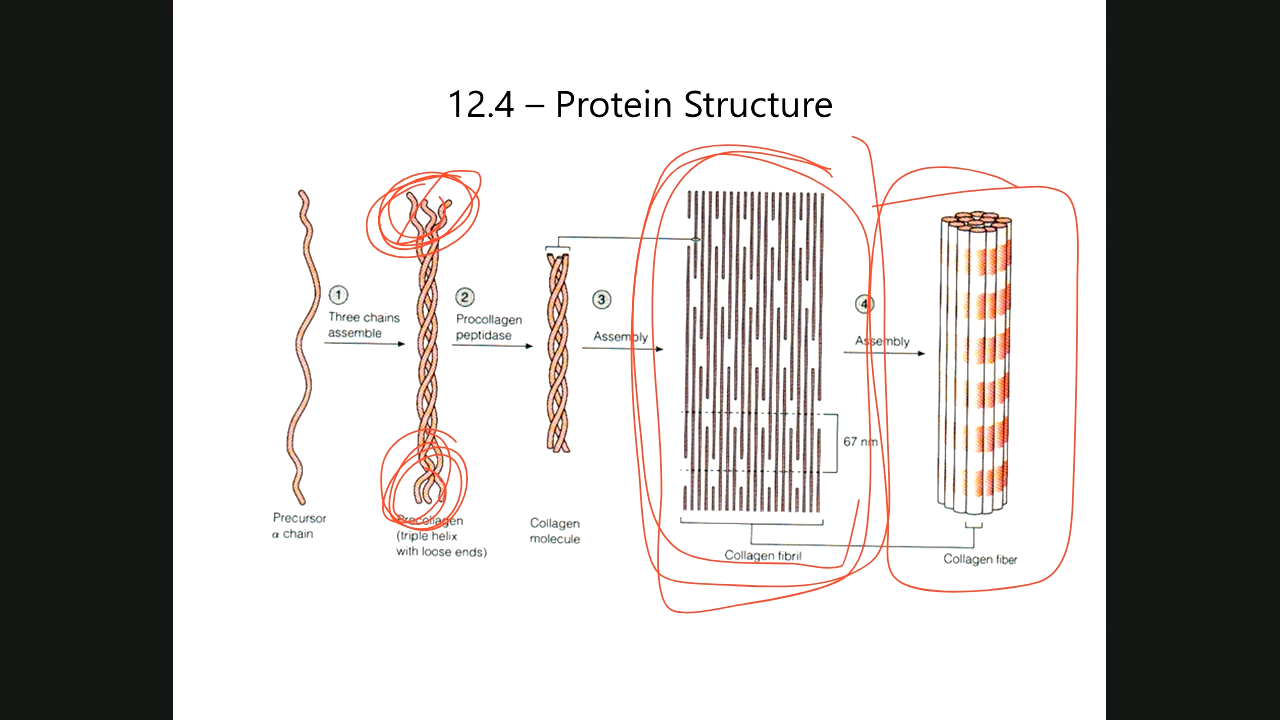 12.4 – Protein Structure
1
Three chains
assemble
2
Procollagen
peptidase
3
Assembly
4
Assembly
67 nm
Precursor
α chain
Procollagen
(triple helix
with loose ends)
Collagen
molecule
Collagen fibril
Collagen fiber